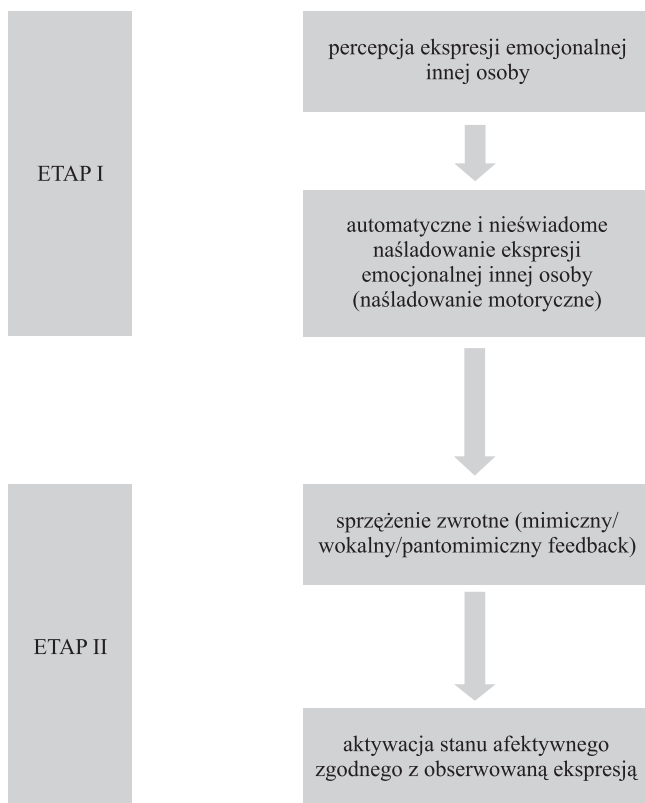 percepcja ekspresji emocjonalnej
innej osoby
ETAP I
automatyczne i nieświadome
naśladowanie ekspresji
emocjonalnej innej osoby
(naśladowanie motoryczne)
sprzężenie zwrotne (mimiczny/
wokalny/pantomimiczny feedback)
ETAP II
aktywacja stanu afektywnego
zgodnego z obserwowaną ekspresją